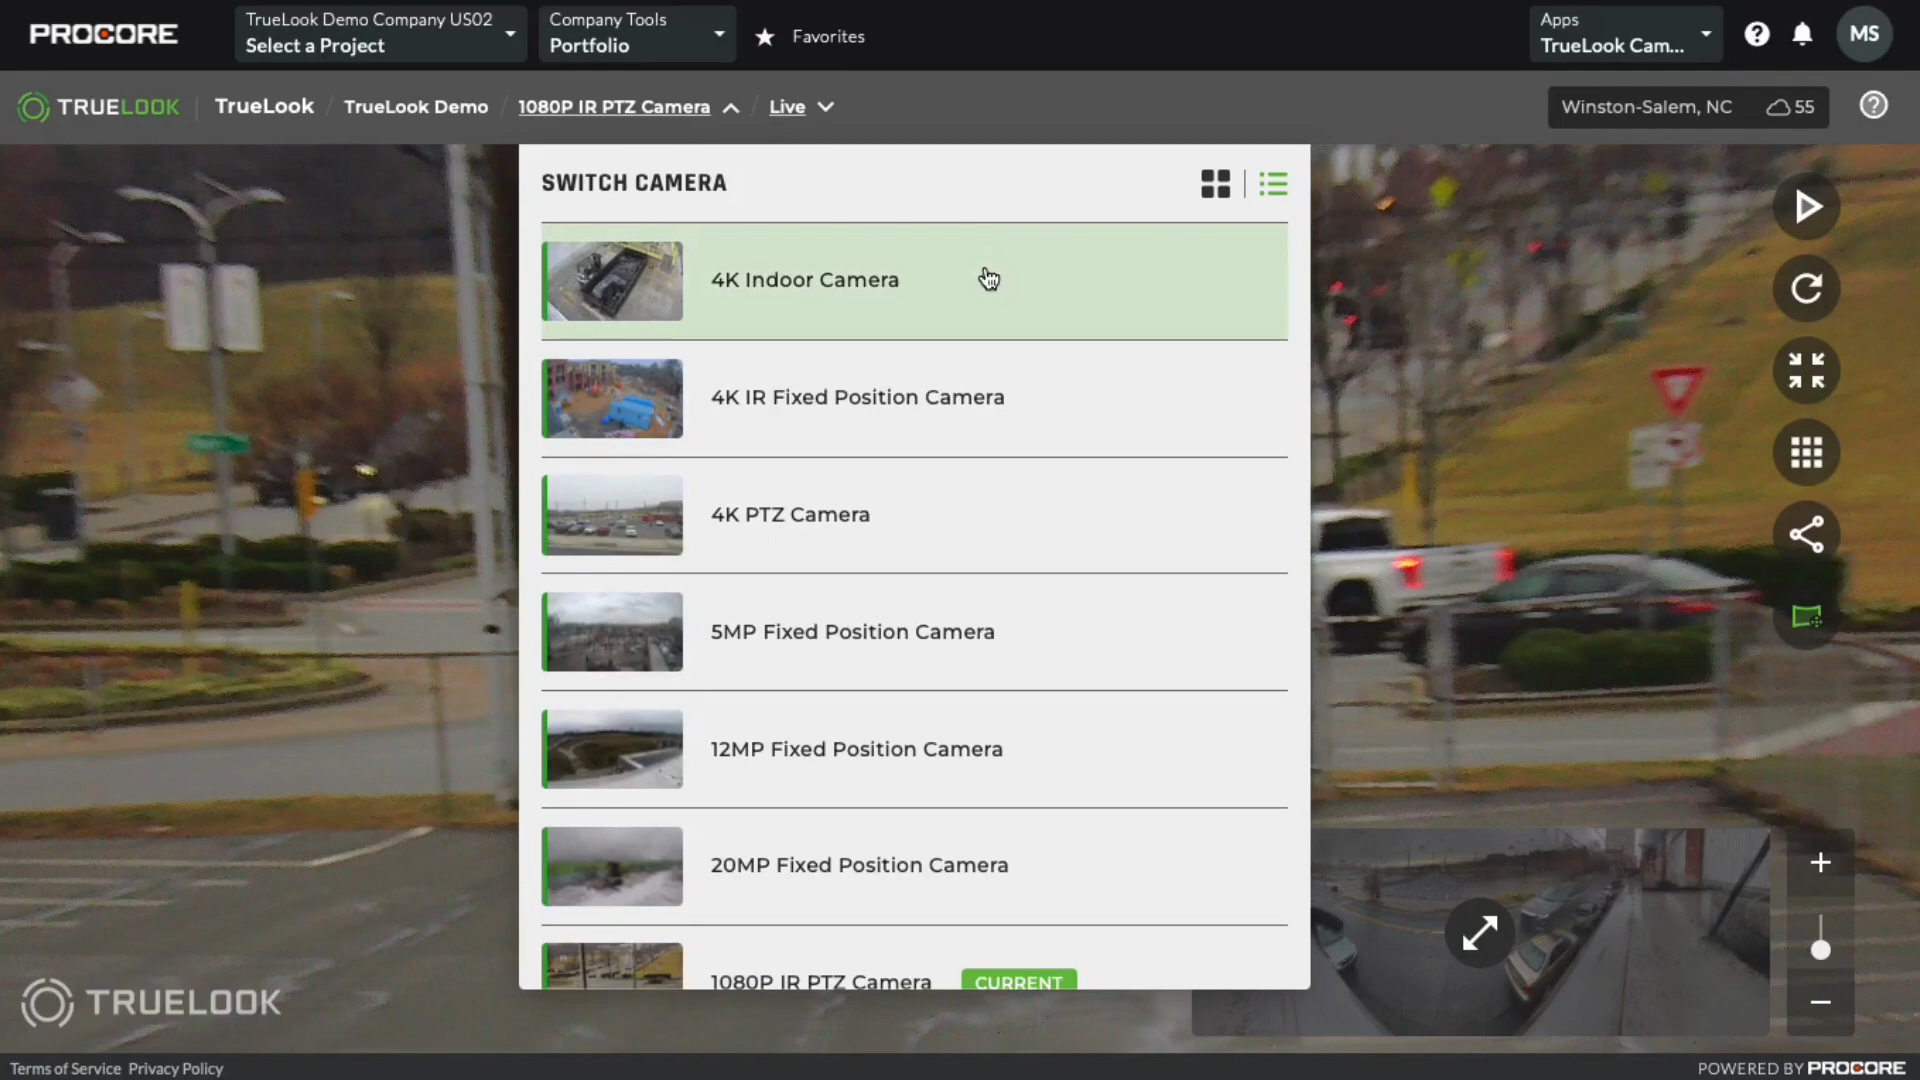 PROCORE
TrueLook Demo Company US02
Select a Project
Company Tools
Portfolio
Favorites
Apps
TrueLook Cam...
MS
TRUELOOK
TrueLook / TrueLook Demo / 1080P IR PTZ Camera / Live
Winston-Salem, NC 55
SWITCH CAMERA
4K Indoor Camera
4K IR Fixed Position Camera
4K PTZ Camera
5MP Fixed Position Camera
12MP Fixed Position Camera
20MP Fixed Position Camera
1080P IR PTZ Camera CURRENT
TRUELOOK
Terms of Service Privacy Policy
POWERED BY PROCORE